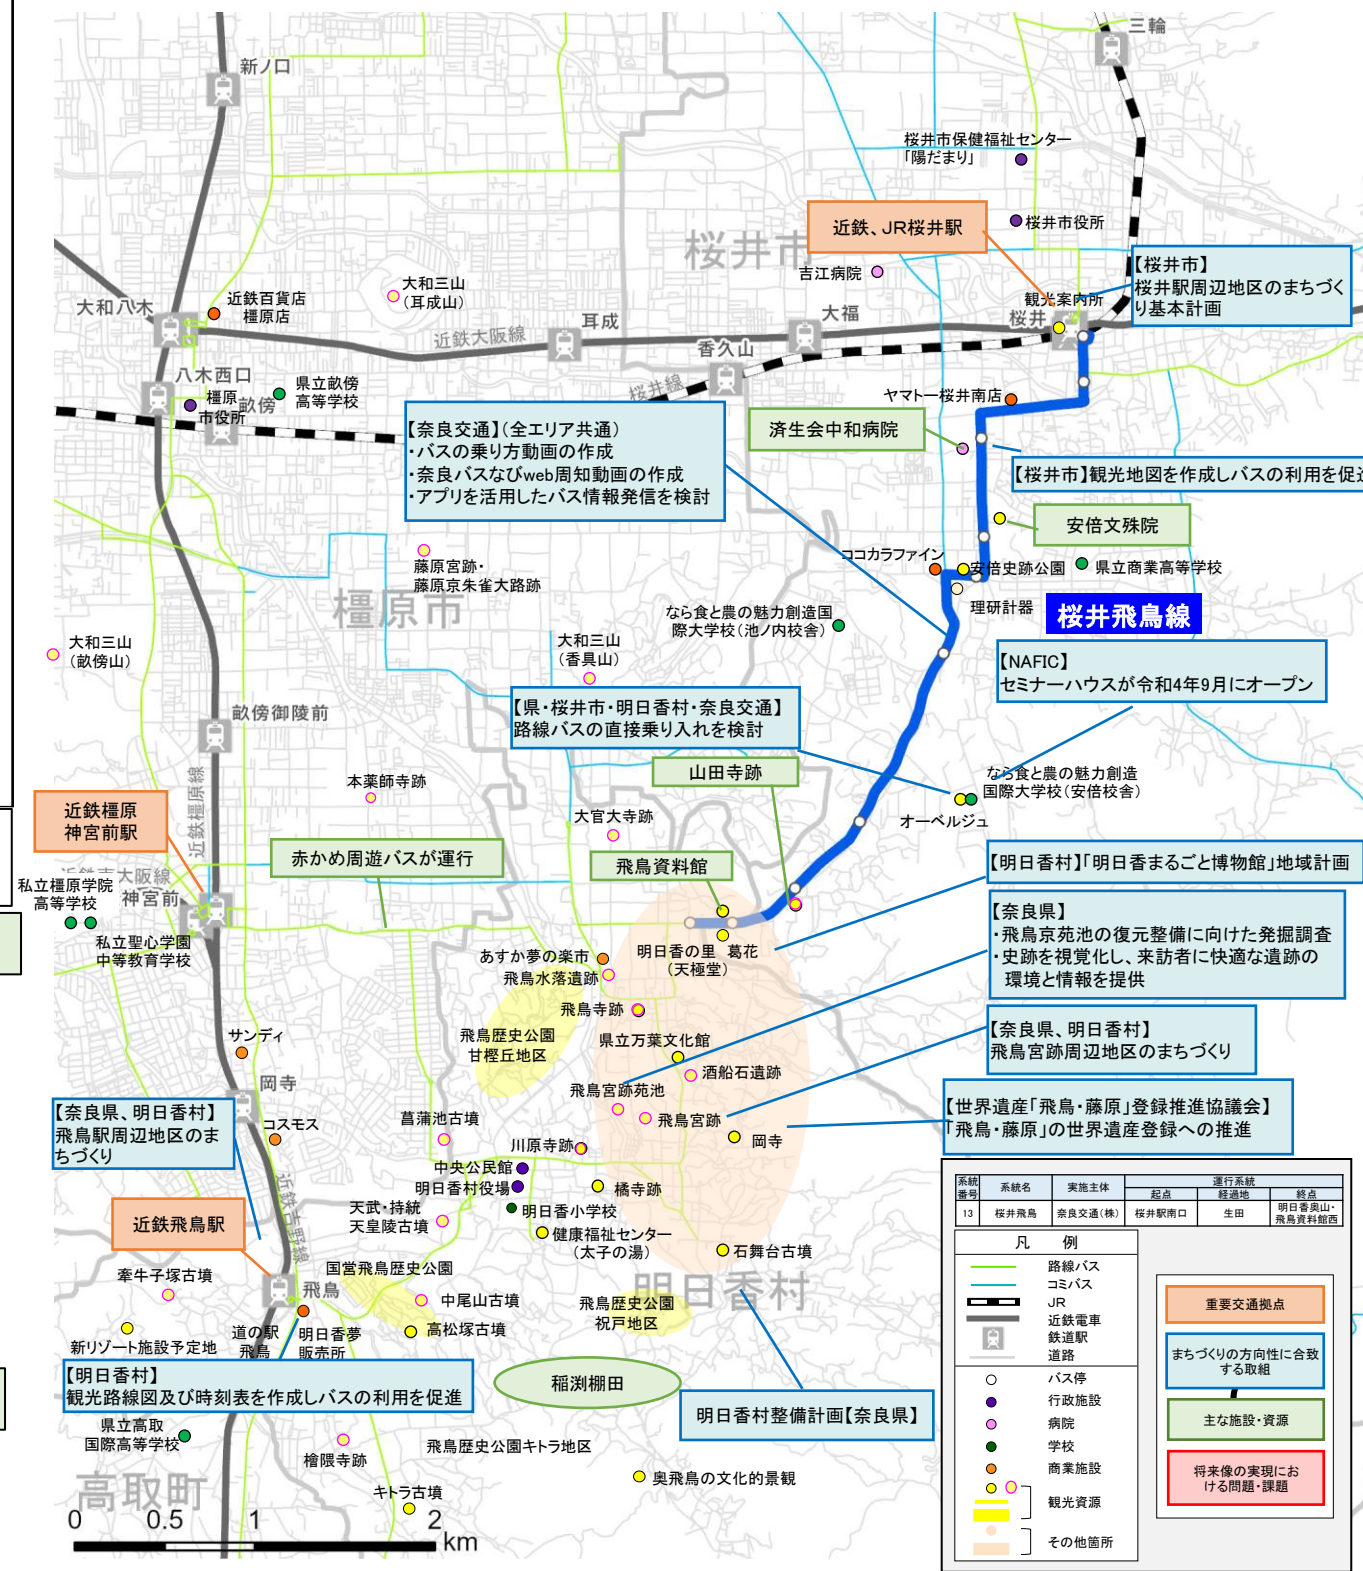 三輪
新ノ口
桜井市保健福祉センター
「陽だまり」
桜井市役所
近鉄、JR桜井駅
桜井市
吉江病院
【桜井市】
桜井駅周辺地区のまちづく
り基本計画
観光案内所
桜井
大和三山
(耳成山)
近鉄百貨店
橿原店
大和八木
近鉄大阪線
耳成
大福
香久山
桜井線
八木西口
橿原
市役所
畝傍
県立畝傍
高等学校
ヤマトー桜井南店
【奈良交通】(全エリア共通)
・バスの乗り方動画の作成
・奈良バスなびweb周知動画の作成
・アプリを活用したバス情報発信を検討
済生会中和病院
【桜井市】観光地図を作成しバスの利用を促進
安倍文殊院
ココカラファイン
安倍史跡公園
県立商業高等学校
理研計器
桜井飛鳥線
藤原宮跡・
藤原京朱雀大路跡
橿原市
なら食と農の魅力創造国
際大学校(池ノ内校舎)
大和三山
(畝傍山)
大和三山
(香具山)
【NAFIC】
セミナーハウスが令和4年9月にオープン
【県・桜井市・明日香村・奈良交通】
路線バスの直接乗り入れを検討
畝傍御陵前
近鉄橿原線
山田寺跡
なら食と農の魅力創造
国際大学校(安倍校舎)
オーベルジュ
本薬師寺跡
近鉄橿原
神宮前駅
大官大寺跡
赤かめ周遊バスが運行
飛鳥資料館
【明日香村】「明日香まるごと博物館」地域計画
近鉄南大阪線
神宮前
私立橿原学院
高等学校
私立聖心学園
中等教育学校
【奈良県】
・飛鳥京苑池の復元整備に向けた発掘調査
・史跡を視覚化し、来訪者に快適な遺跡の
環境と情報を提供
明日香の里 葛花
(天極堂)
あすか夢の楽市
飛鳥水落遺跡
飛鳥寺跡
飛鳥歴史公園
甘樫丘地区
県立万葉文化館
酒船石遺跡
【奈良県、明日香村】
飛鳥宮跡周辺地区のまちづくり
サンディ
岡寺
飛鳥宮跡苑池
飛鳥宮跡
【奈良県、明日香村】
飛鳥駅周辺地区のま
ちづくり
コスモス
菖蒲池古墳
川原寺跡
岡寺
【世界遺産「飛鳥・藤原」登録推進協議会】
「飛鳥・藤原」の世界遺産登録への推進
中央公民館
明日香村役場
橘寺跡
明日香小学校
近鉄吉野線
天武・持統
天皇陵古墳
健康福祉センター
(太子の湯)
石舞台古墳
近鉄飛鳥駅
国営飛鳥歴史公園
明日香村
牽牛子塚古墳
飛鳥
中尾山古墳
飛鳥歴史公園
祝戸地区
新リゾート施設予定地
道の駅
飛鳥
明日香夢
販売所
高松塚古墳
【明日香村】
観光路線図及び時刻表を作成しバスの利用を促進
稲渕棚田
明日香村整備計画【奈良県】
県立高取
国際高等学校
檜隈寺跡
飛鳥歴史公園キトラ地区
奥飛鳥の文化的景観
高取町
キトラ古墳
0 0.5 1 2
km
系統
番号
系統名
実施主体
運行系統
起点 経過地 終点
13 桜井飛鳥 奈良交通(株) 桜井駅南口 生田 明日香奥山・
飛鳥資料館西
凡 例
路線バス
コミバス
JR
近鉄電車
鉄道駅
道路
バス停
行政施設
病院
学校
商業施設
観光資源
その他箇所
重要交通拠点
まちづくりの方向性に合致
する取組
主な施設・資源
将来像の実現にお
ける問題・課題